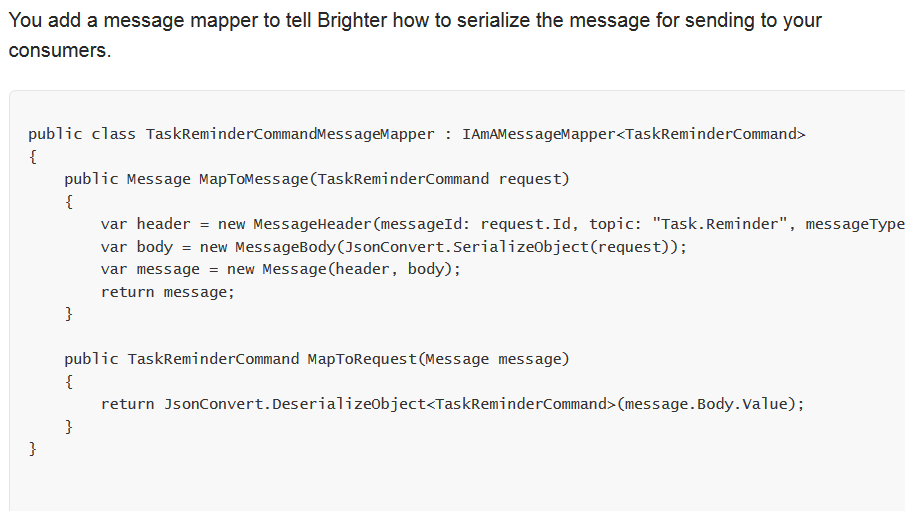 You add a message mapper to tell Brighter how to serialize the message for sending to your
consumers.
public class TaskReminderCommandMessageMapper : IAmAMessageMapper<TaskReminderCommand>
{
    public Message MapToMessage(TaskReminderCommand request)
    {
        var header = new MessageHeader(messageId: request.Id, topic: "Task.Reminder", messageType
        var body = new MessageBody(JsonConvert.SerializeObject(request));
        var message = new Message(header, body);
        return message;
    }
    public TaskReminderCommand MapToRequest(Message message)
    {
        return JsonConvert.DeserializeObject<TaskReminderCommand>(message.Body.Value);
    }
}